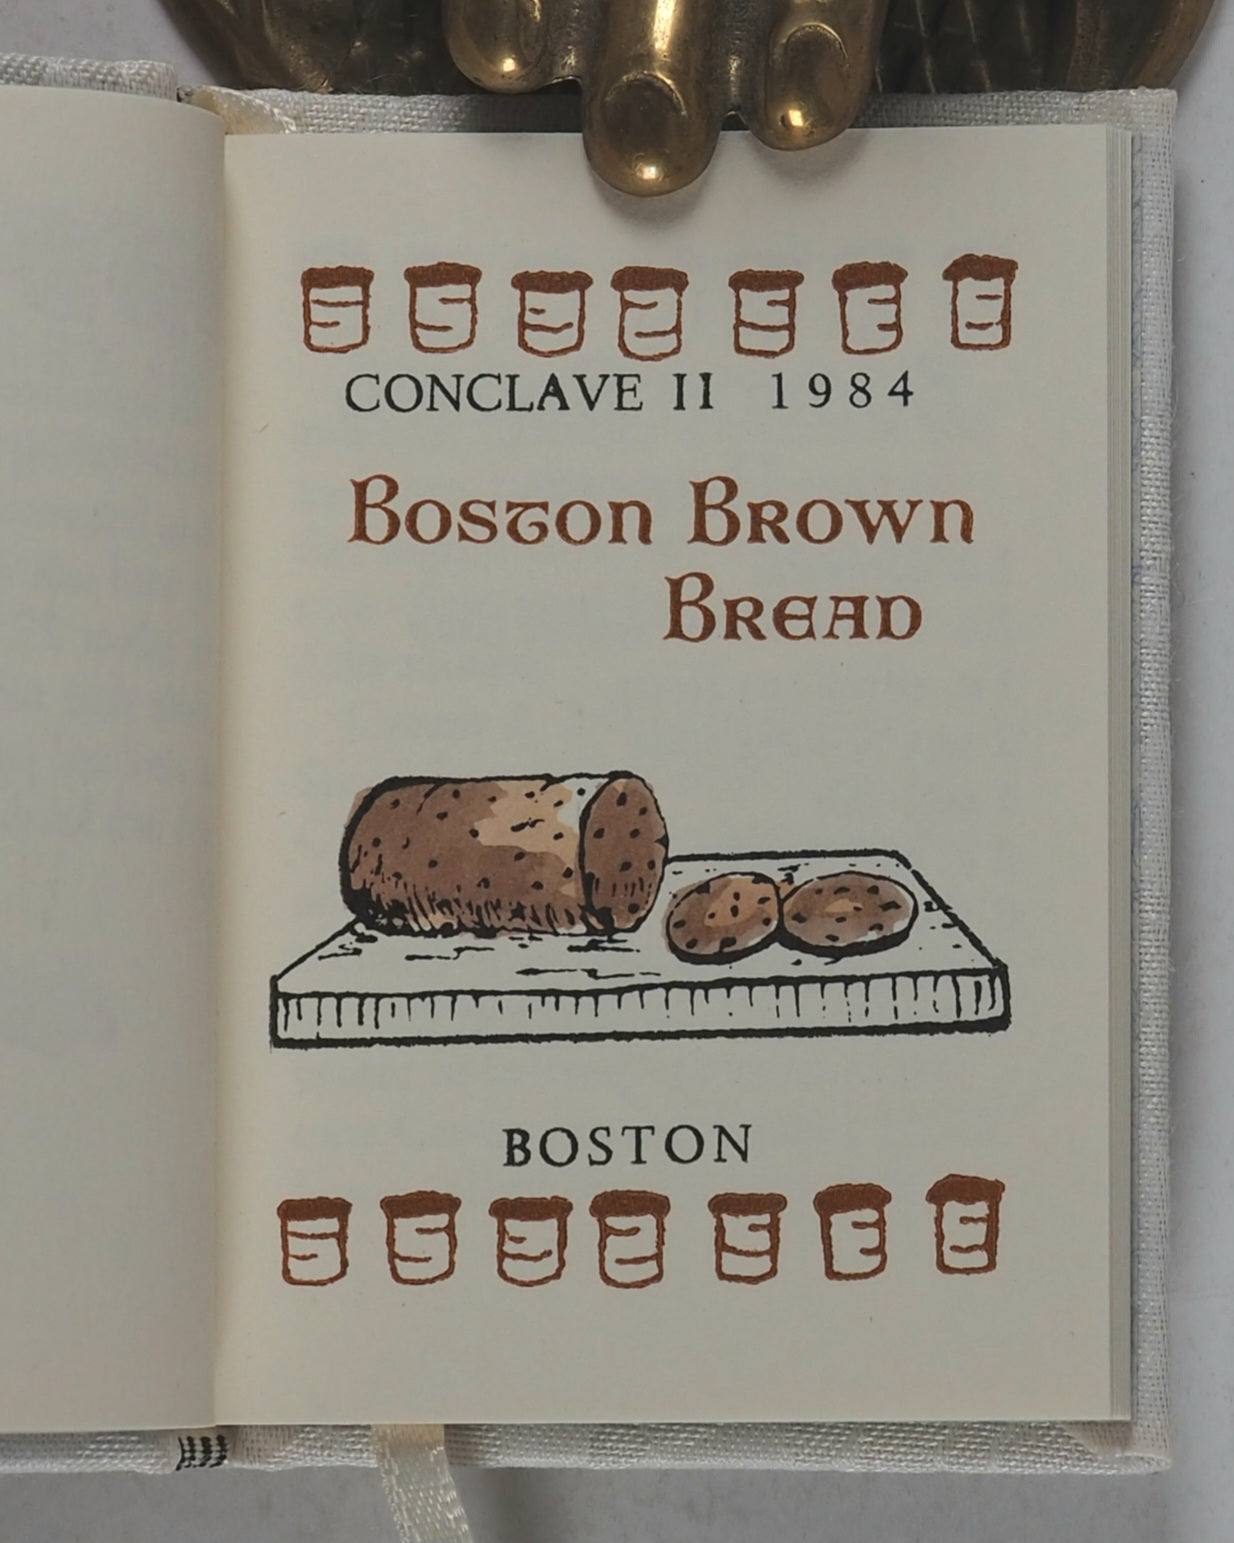 CONCLAVE II 1984
BOSTON BROWN
BREAD
BOSTON